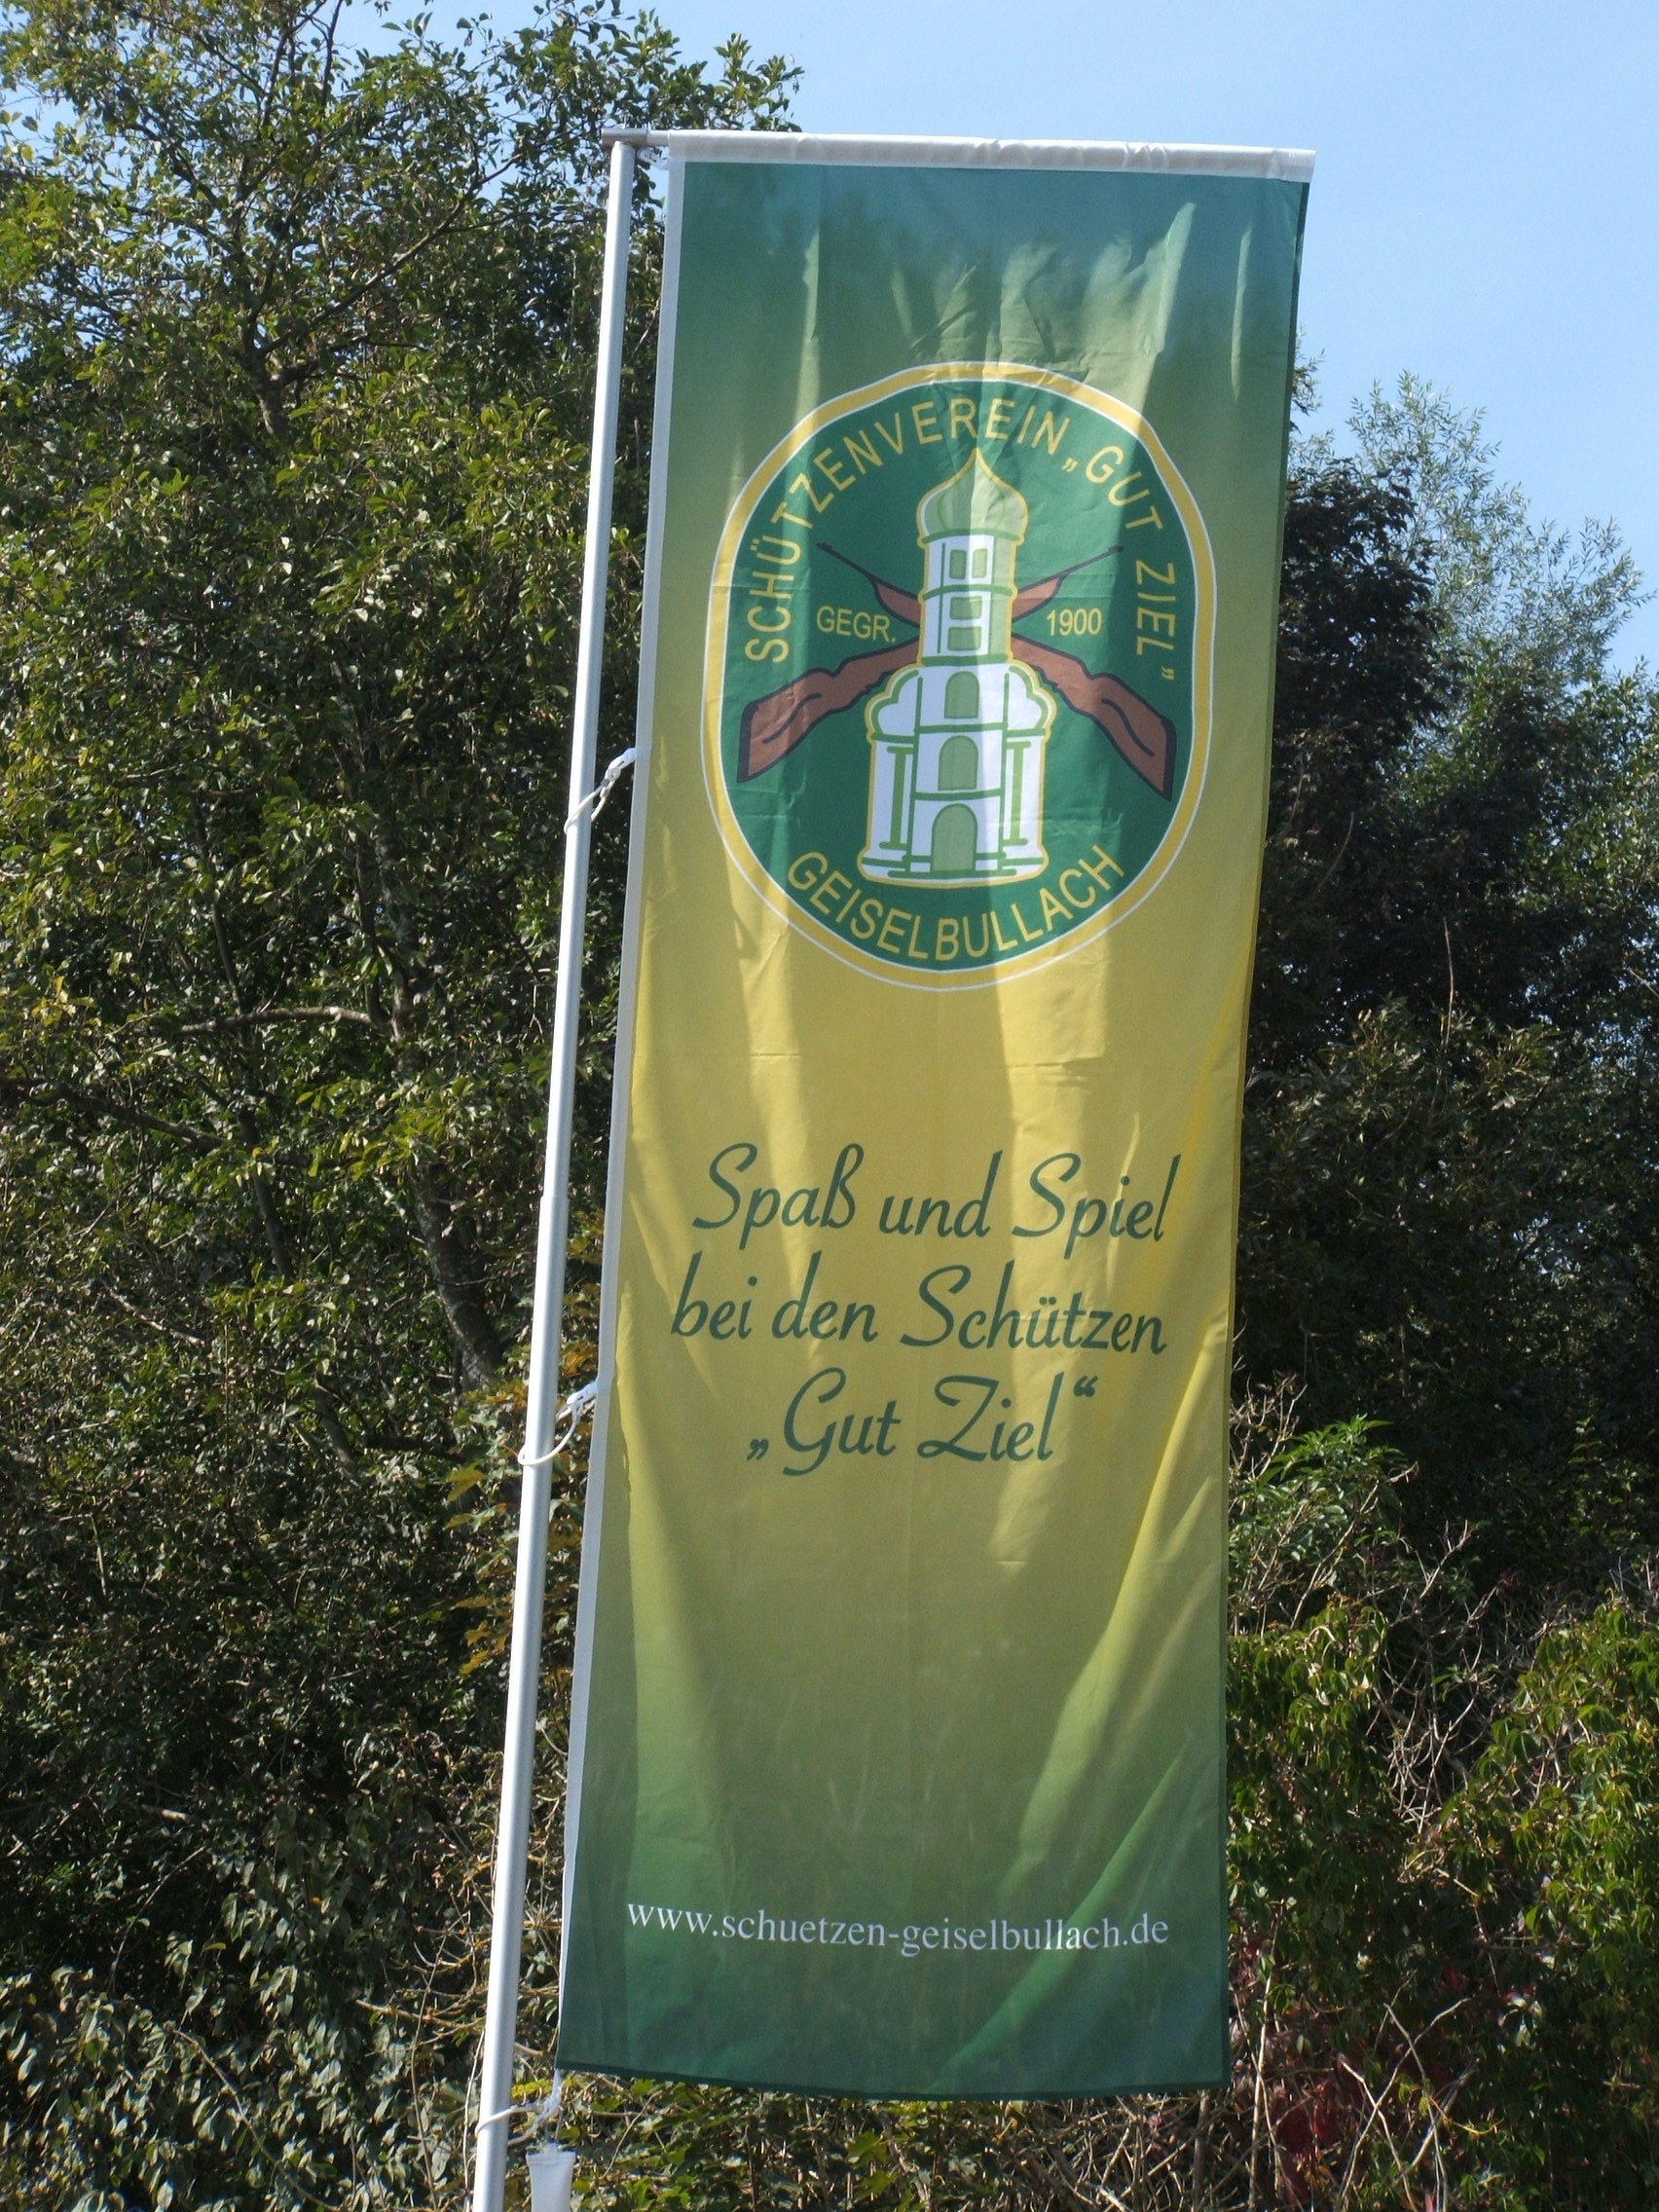 SCHÜTZENVEREIN „GUT ZIEL"
GEGR. 1900
GEISELBULLACH
Spaß und Spiel
bei den Schützen
„Gut Ziel“
www.schuetzen-geiselbullach.de